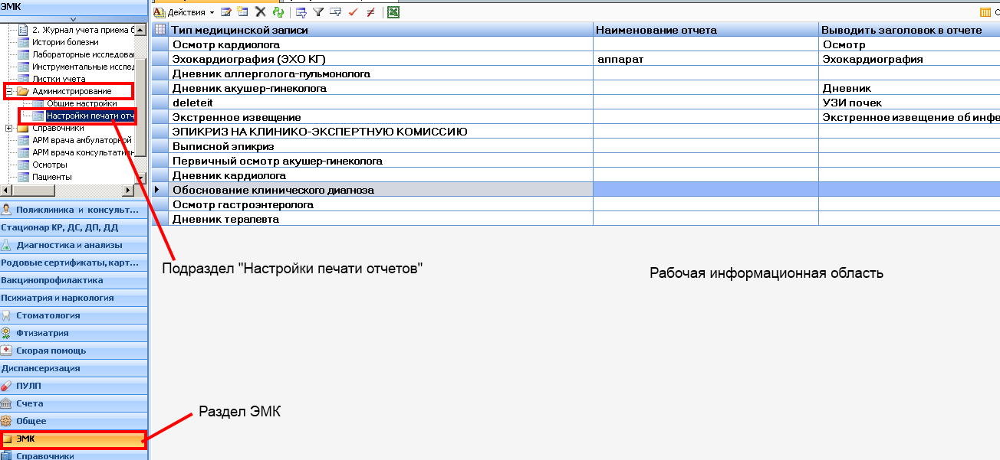 ЭМК
2. Журнал учета приема б
Истории болезни
Лабораторные исследова
Инструментальные исслед
Листки учета
Администрирование
Общие настройки
Настройки печати отч
Справочники
АРМ врача амбулаторной
АРМ врача консультативн
Осмотры
Пациенты
Поликлиника и консульт...
Стационар КР, ДС, ДП, ДД
Диагностика и анализы
Родовые сертификаты, карт...
Вакцинопрофилактика
Психиатрия и наркология
Стоматология
Фтизиатрия
Скорая помощь
Диспансеризация
ПУЛП
Счета
Общее
ЭМК
Справочники
Действия
Тип медицинской записи Наименование отчета Выводить заголовок в отчете
Осмотр кардиолога Осмотр
Эхокардиография (ЭХО КГ) аппарат Эхокардиография
Дневник аллерголога-пульмонолога
Дневник акушер-гинеколога Дневник
deleteit УЗИ почек
Экстренное извещение Экстренное извещение об инфе
ЭПИКРИЗ НА КЛИНИКО-ЭКСПЕРТНУЮ КОМИССИЮ
Выписной эпикриз
Первичный осмотр акушер-гинеколога
Дневник кардиолога
Обоснование клинического диагноза
Осмотр гастроэнтеролога
Дневник терапевта
Подраздел "Настройки печати отчетов"
Рабочая информационная область
Раздел ЭМК